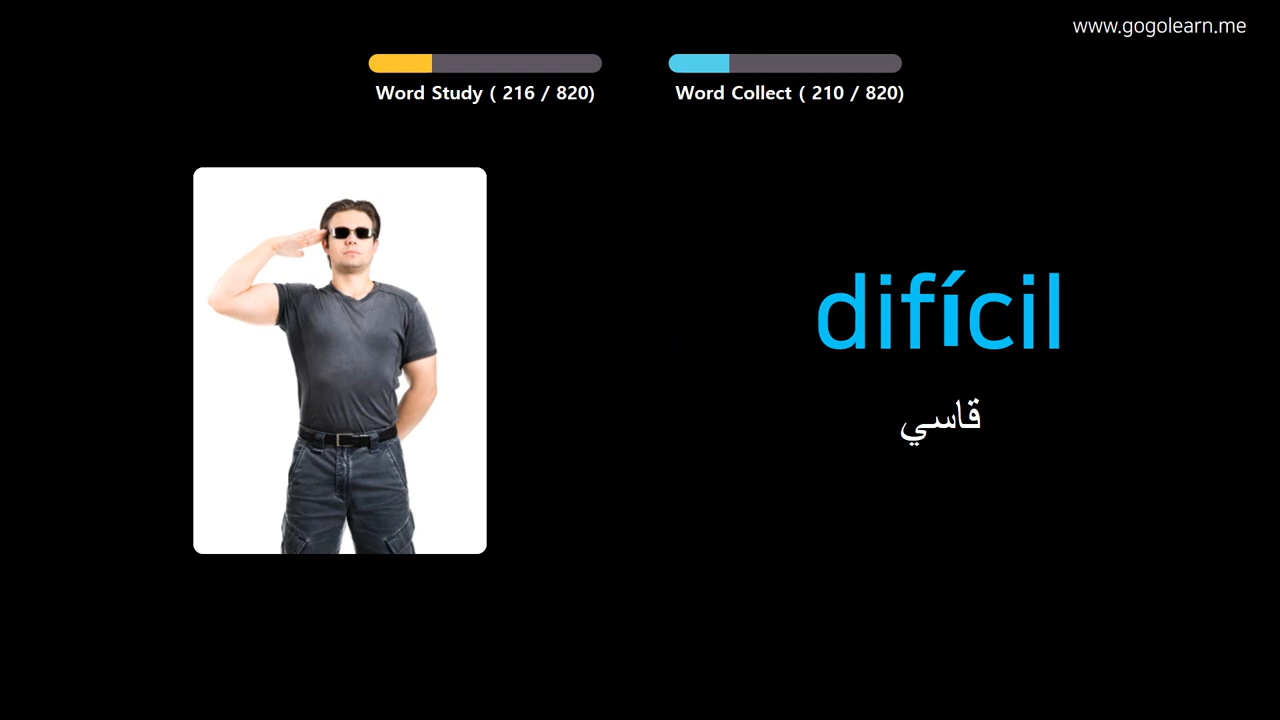 www.gogolearn.me
Word Study ( 216 / 820)
Word Collect ( 210 / 820)
difícil
قاسي